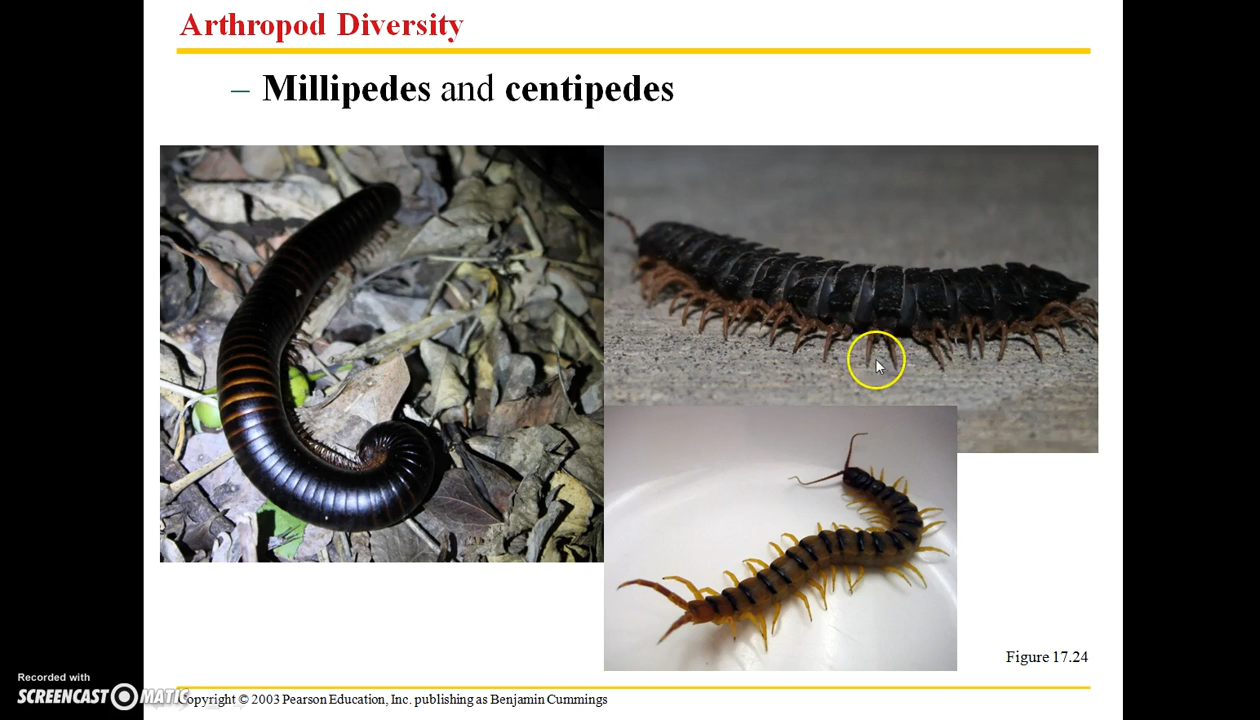 Arthropod Diversity
– Millipedes and centipedes
Figure 17.24
Recorded with
SCREENCAST MATIC
Copyright © 2003 Pearson Education, Inc. publishing as Benjamin Cummings